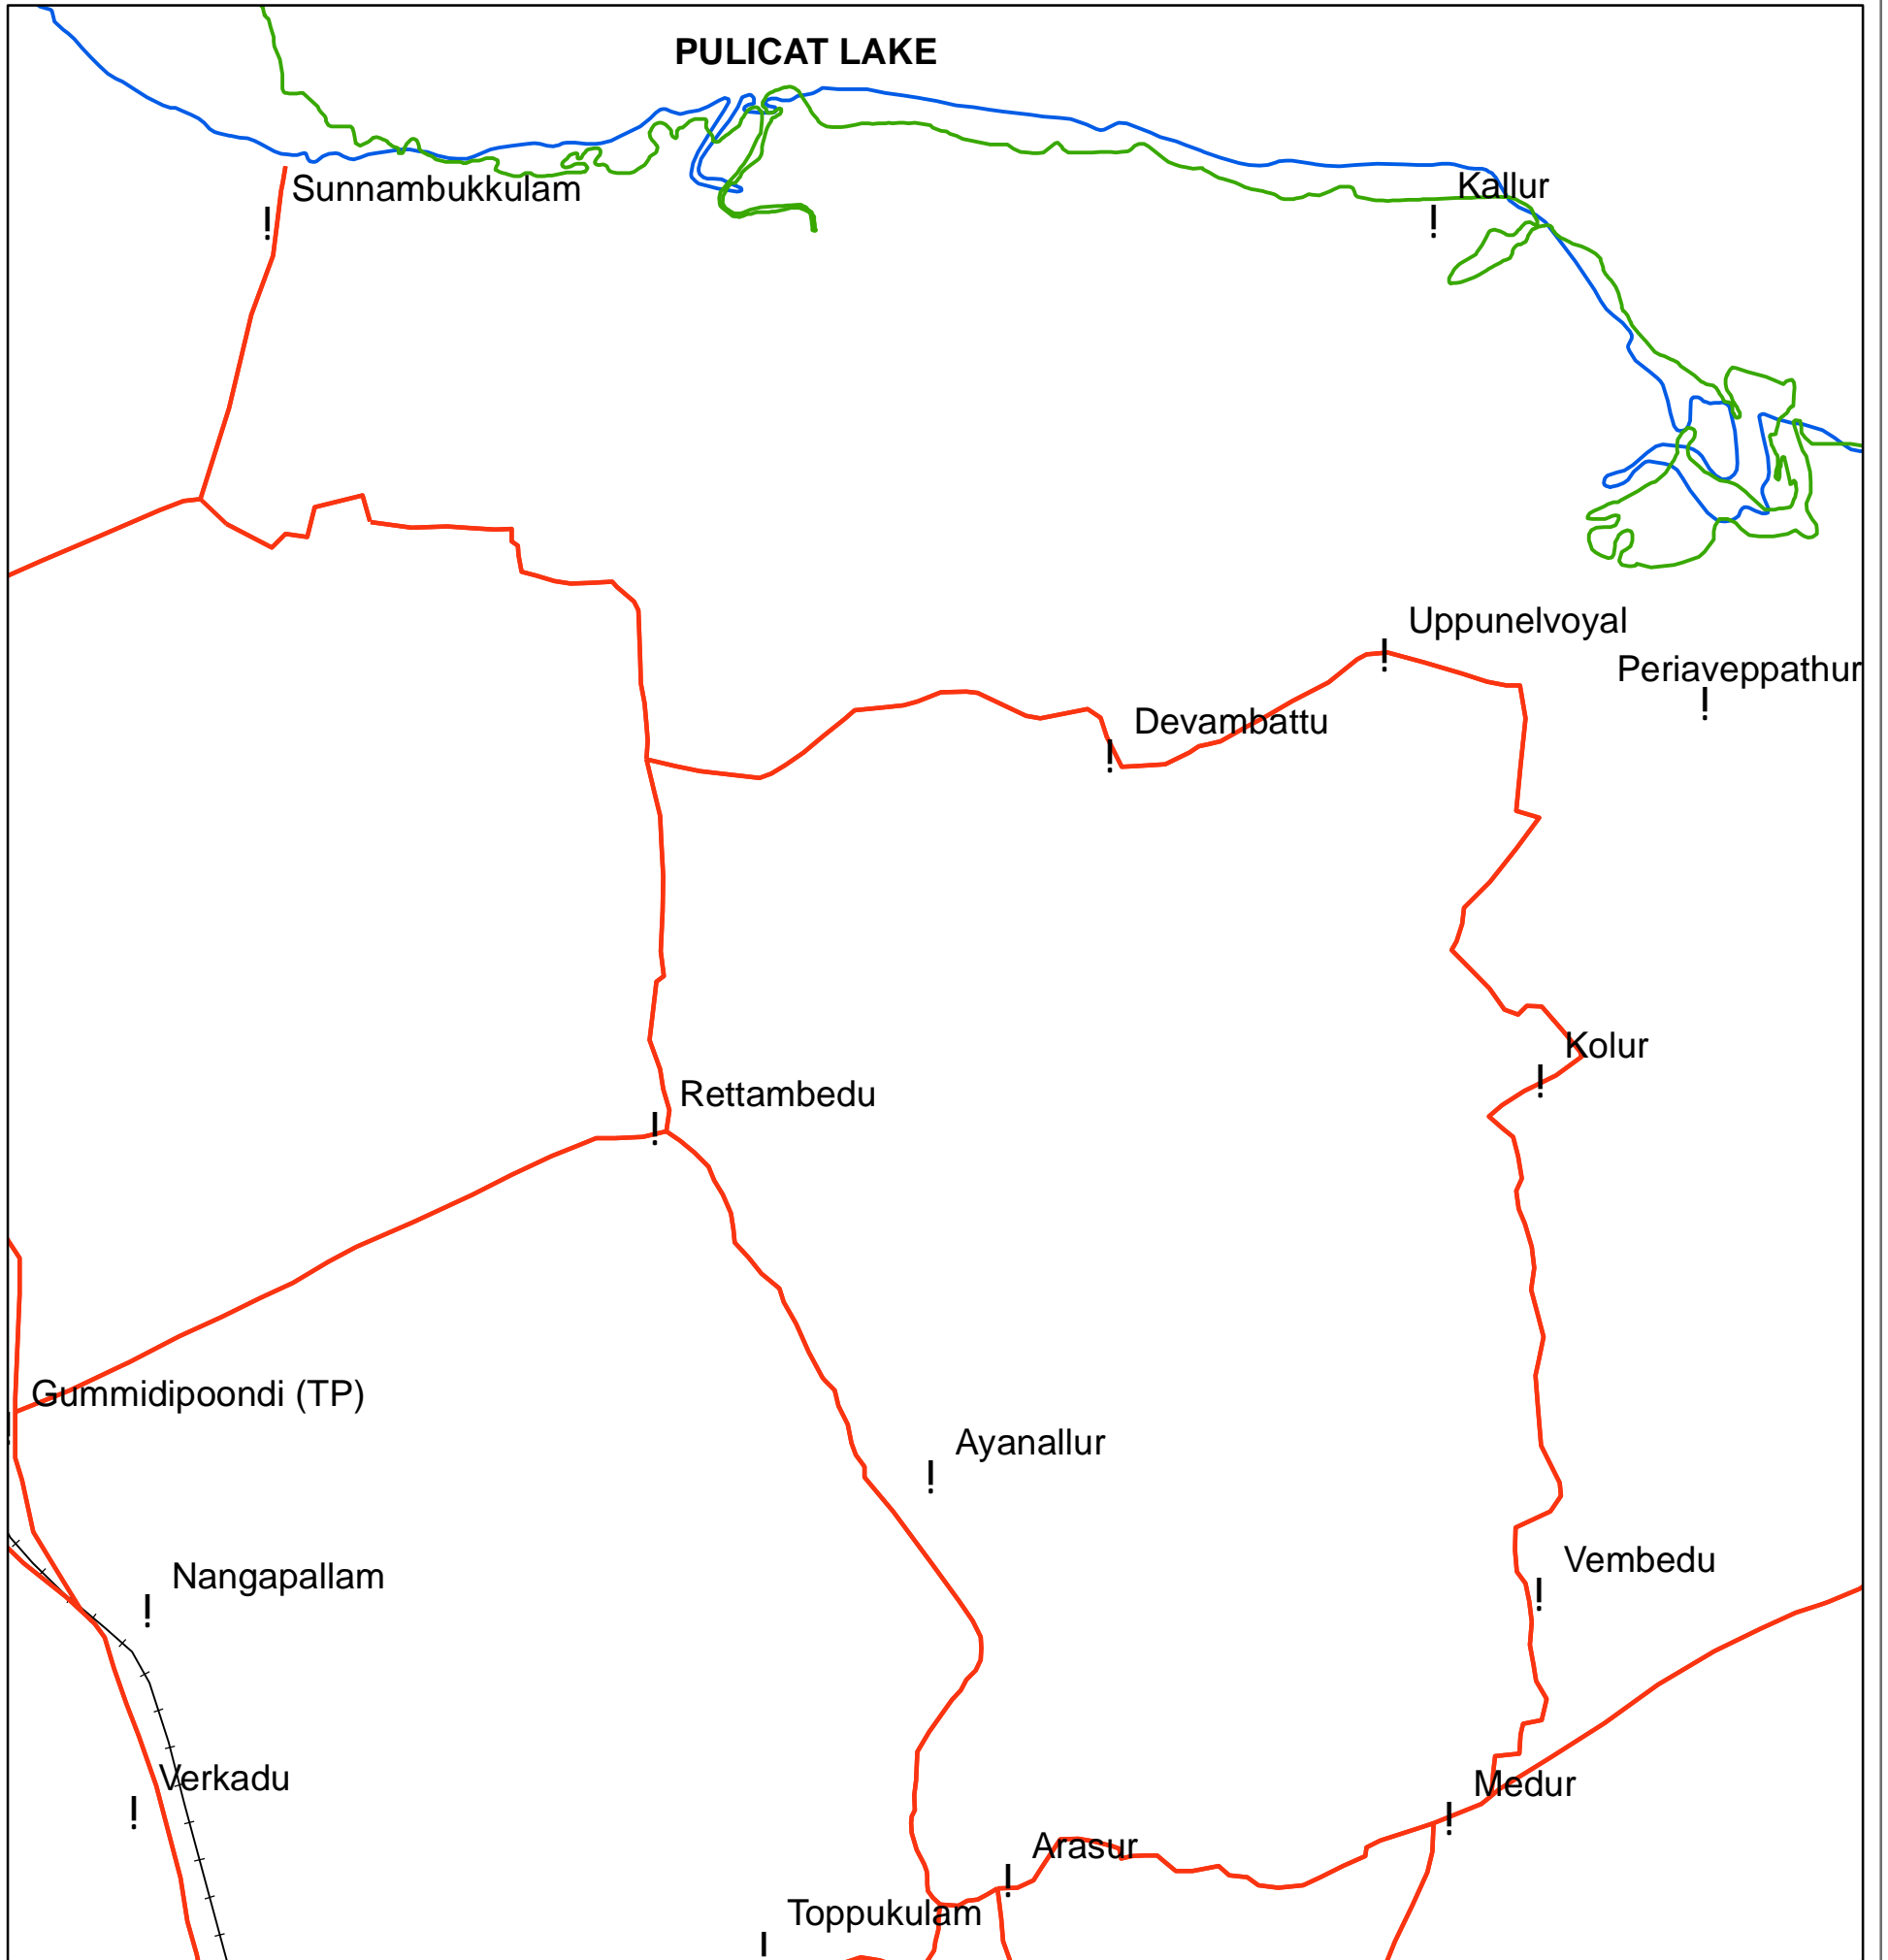 PULICAT LAKE
Kallur
Sunnambukkulam
Uppunelvoyal
Periaveppathur
Devambattu
Kolur
Rettambedu
Gummidipoondi (TP)
Ayanallur
Vembedu
Nangapallam
Verkadu
Medur
Arasur
Toppukulam